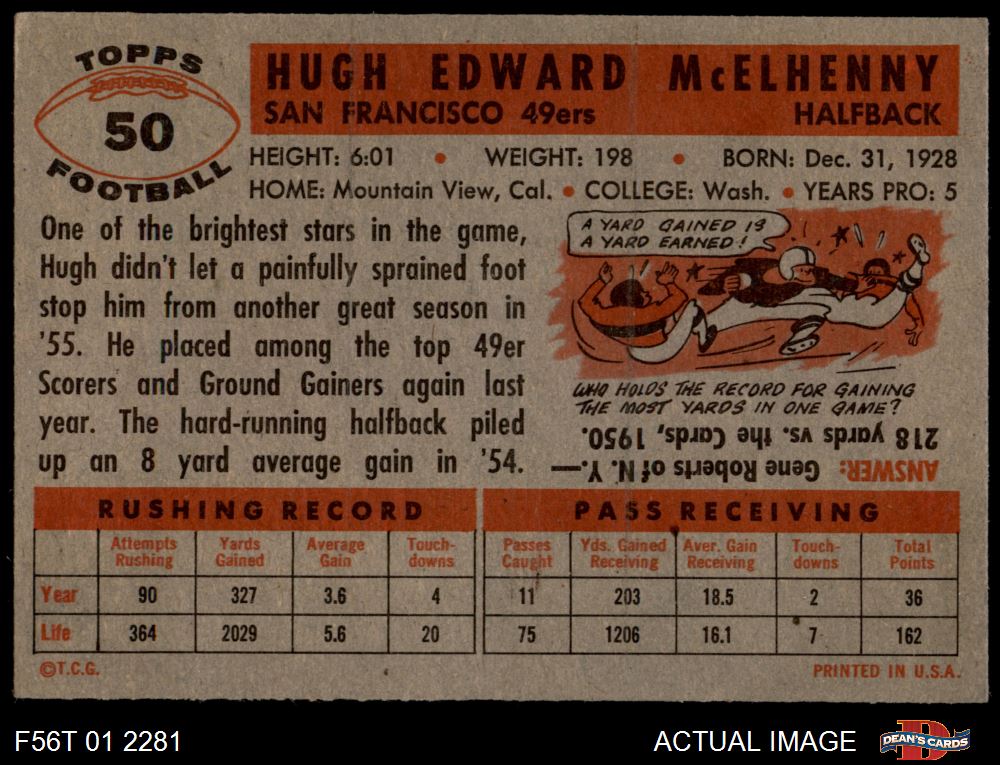 TOPPS
50
FOOTBALL
HUGH EDWARD McELHENNY
SAN FRANCISCO 49ers HALFBACK
HEIGHT: 6:01 • WEIGHT: 198 • BORN: Dec. 31, 1928
HOME: Mountain View, Cal. • COLLEGE: Wash. • YEARS PRO: 5
One of the brightest stars in the game,
Hugh didn't let a painfully sprained foot
stop him from another great season in
'55. He placed among the top 49er
Scorers and Ground Gainers again last
year. The hard-running halfback piled
up an 8 yard average gain in '54.
A YARD GAINED IS
A YARD EARNED!
WHO HOLDS THE RECORD FOR GAINING
THE MOST YARDS IN ONE GAME?
ANSWER: Gene Roberts of N. Y.—
218 yards vs. the Cards, 1950.
RUSHING RECORD
Attempts Rushing Yards Gained Average Gain Touch-downs
Year 90 327 3.6 4
Life 364 2029 5.6 20
PASS RECEIVING
Passes Caught Yds. Gained Receiving Aver. Gain Receiving Touch-downs Total Points
11 203 18.5 2 36
75 1206 16.1 7 162
©T.C.G. PRINTED IN U.S.A.
F56T 01 2281 ACTUAL IMAGE DEAN'S CARDS